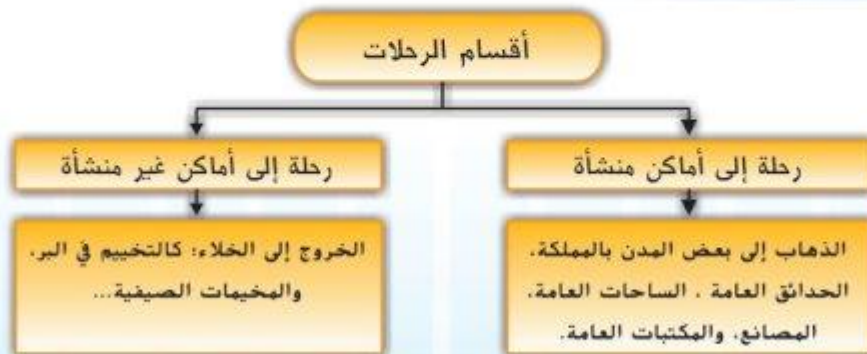 أقسام الرحلات
رحلة إلى أماكن منشأة
رحلة إلى أماكن غير منشأة
الذهاب إلى بعض المدن بالمملكة،
الحدائق العامة ، الساحات العامة،
المصانع، والمكتبات العامة.
الخروج إلى الخلاء؛ كالتخييم في البر،
والمخيمات الصيفية...